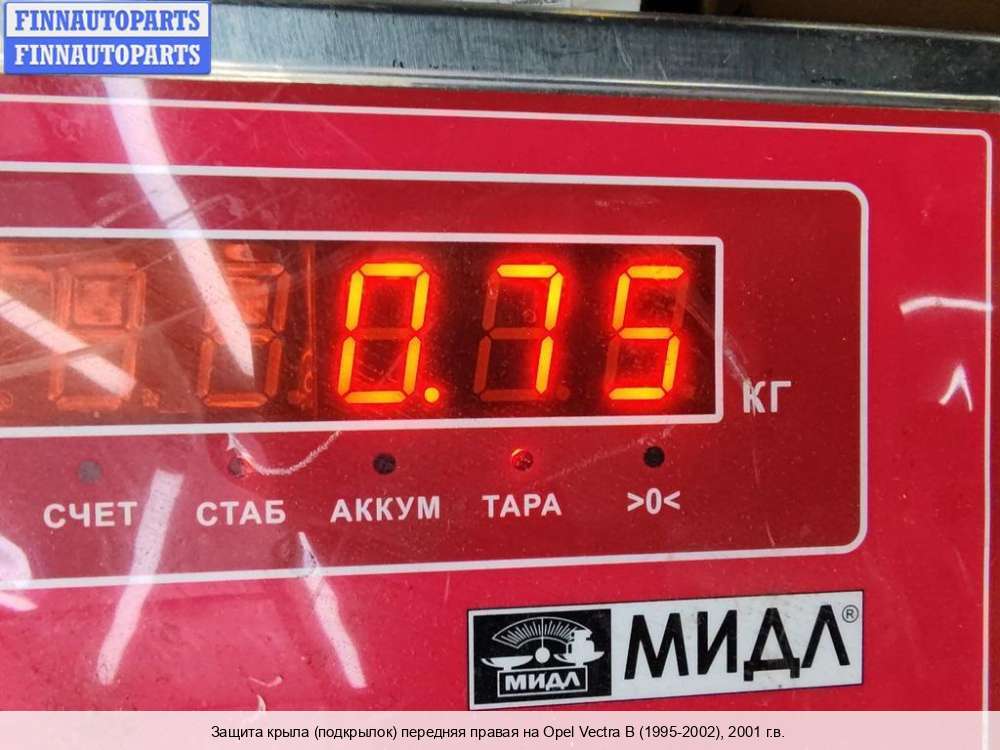 FINNAUTOPARTS
FINNAUTOPARTS
0.75
КГ
СЧЕТ СТАБ АККУМ ТАРА >0<
МИДЛ МИДЛ®
Защита крыла (подкрылок) передняя правая на Opel Vectra B (1995-2002), 2001 г.в.